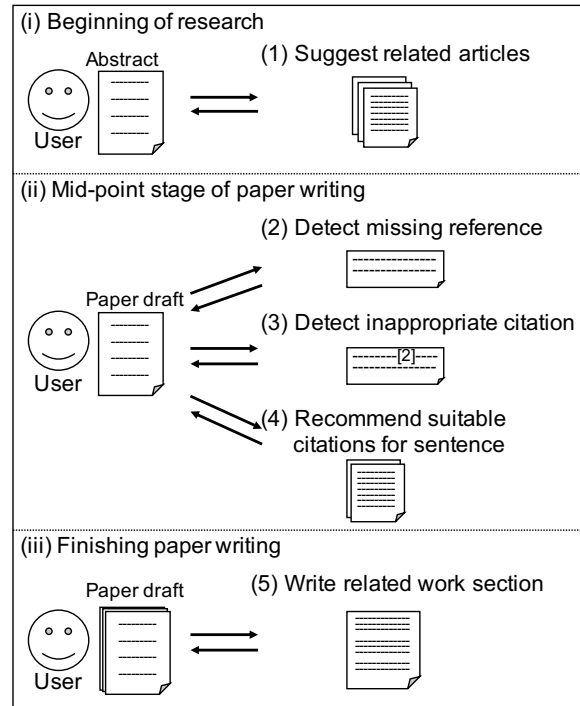 (i) Beginning of research
Abstract
(1) Suggest related articles
User
(ii) Mid-point stage of paper writing
(2) Detect missing reference
Paper draft
(3) Detect inappropriate citation
[2]
User
(4) Recommend suitable
citations for sentence
(iii) Finishing paper writing
Paper draft
(5) Write related work section
User